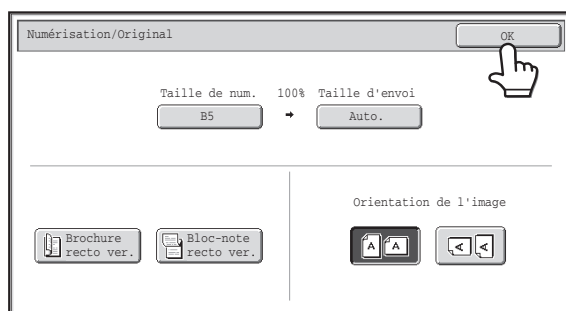 Numérisation/Original
OK
Taille de num. 100% Taille d'envoi
B5 Auto.
Orientation de l'image
Brochure
recto ver.
Bloc-note
recto ver.
A A A A